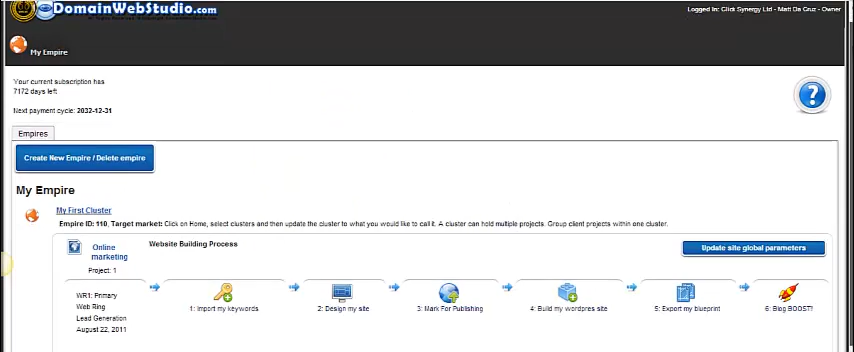 DomainWebStudio.com
Logged In: Click Synergy Ltd - Matt De Cruz - Owner
My Empire
Your current subscription has
7172 days left
Next payment cycle: 2032-12-31
Empires
Create New Empire / Delete empire
My Empire
My First Cluster
Empire ID: 110, Target market: Click on Home, select clusters and then update the cluster to what you would like to call it. A cluster can hold multiple projects. Group client projects within one cluster.
Online
marketing
Project: 1
Website Building Process
Update site global parameters
WR1: Primary
Web Ring
Lead Generation
August 22, 2011
1: Import my keywords
2: Design my site
3: Mark For Publishing
4: Build my wordpres site
5: Export my blueprint
6: Blog BOOST!